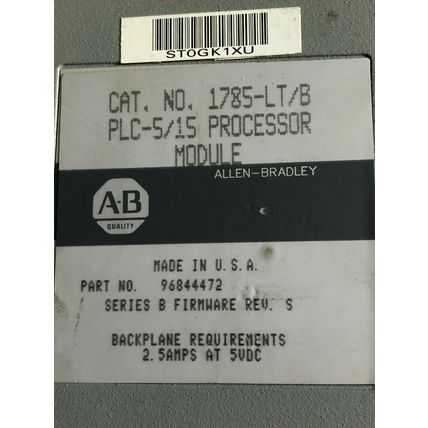 ST0GK1XU
CAT. NO. 1785-LT/B
PLC-5/15 PROCESSOR
MODULE
ALLEN-BRADLEY
A-B
QUALITY
MADE IN U.S.A.
PART NO. 96844472
SERIES B FIRMWARE REV. S
BACKPLANE REQUIREMENTS
2.5AMPS AT 5VDC